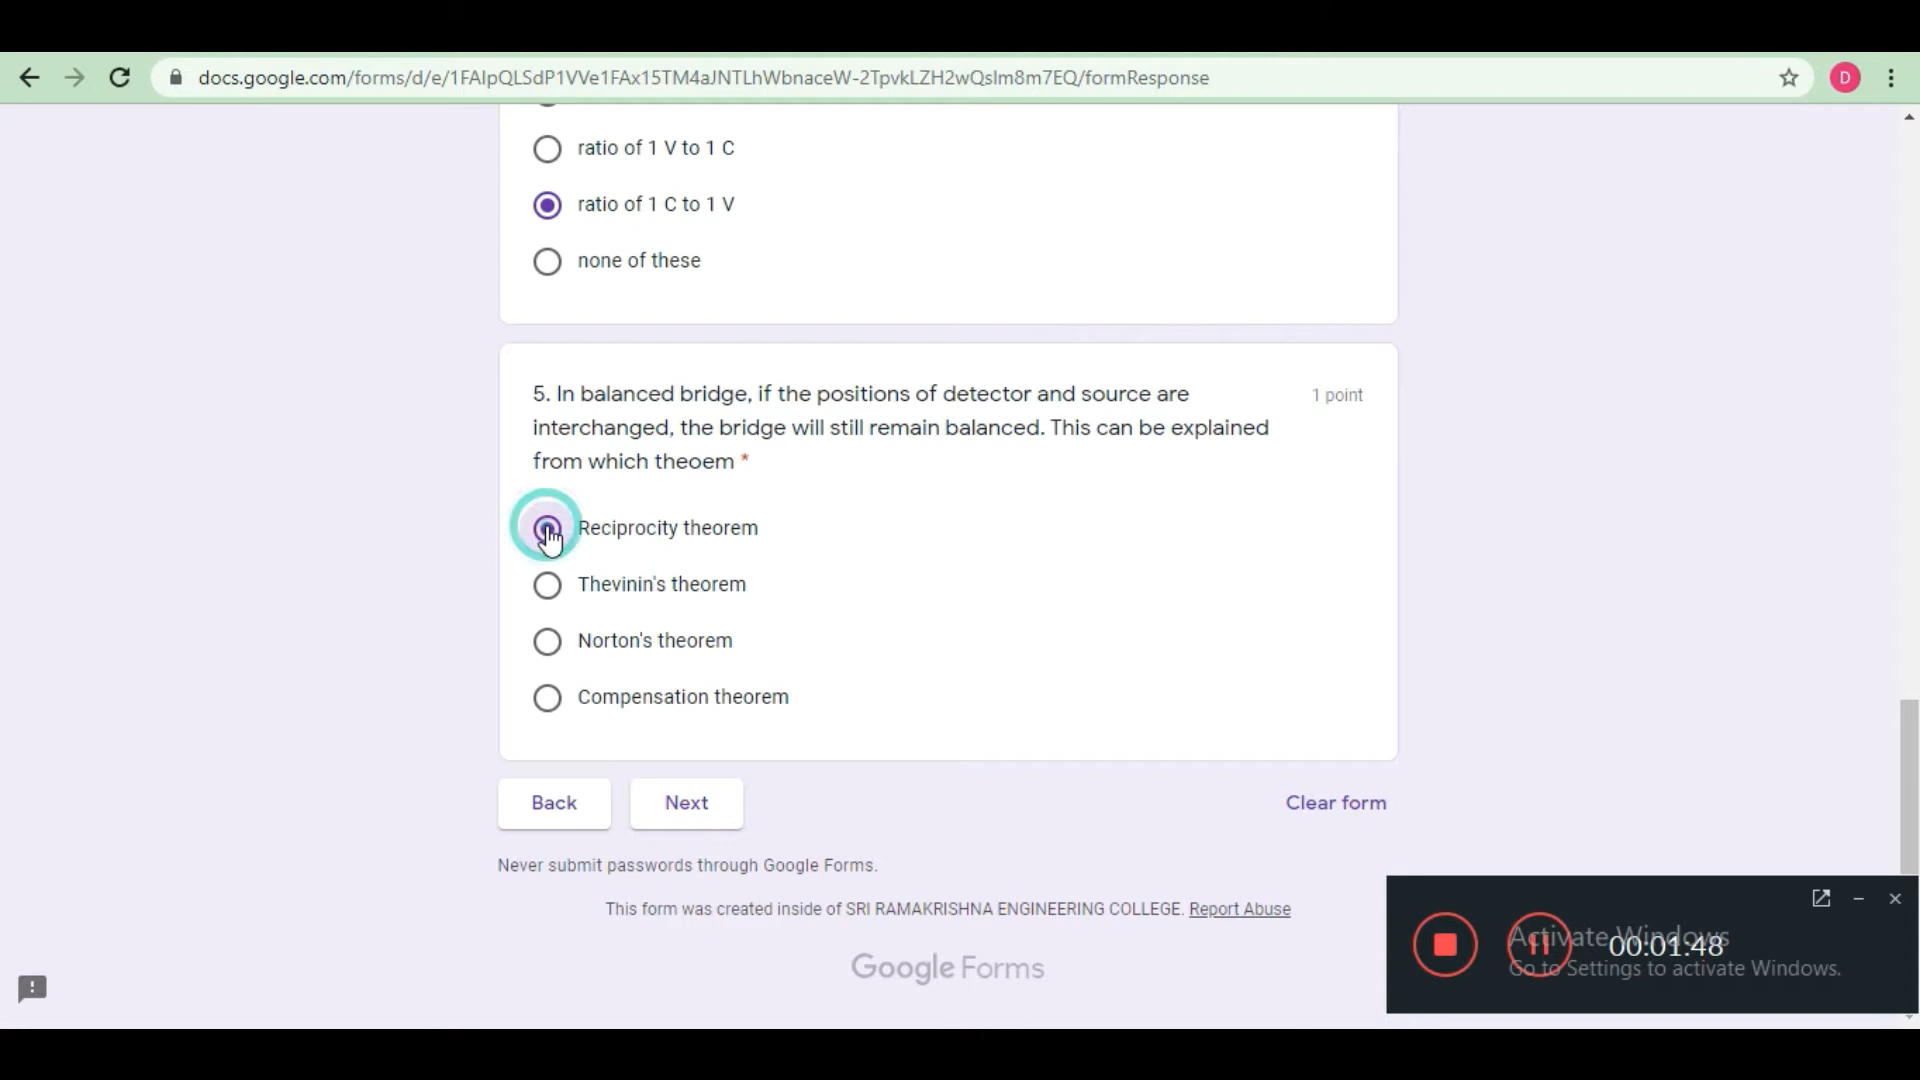 docs.google.com/forms/d/e/1FAIpQLSdP1VVe1FAx15TM4aJNTLhWbnaceW-2TpvkLZH2wQslm8m7EQ/formResponse
D
ratio of 1 V to 1 C
ratio of 1 C to 1 V
none of these
5. In balanced bridge, if the positions of detector and source are
interchanged, the bridge will still remain balanced. This can be explained
from which theoem *
1 point
Reciprocity theorem
Thevinin's theorem
Norton's theorem
Compensation theorem
Back
Next
Clear form
Never submit passwords through Google Forms.
This form was created inside of SRI RAMAKRISHNA ENGINEERING COLLEGE. Report Abuse
Google Forms
Activate Windows
00:01:48
Go to Settings to activate Windows.